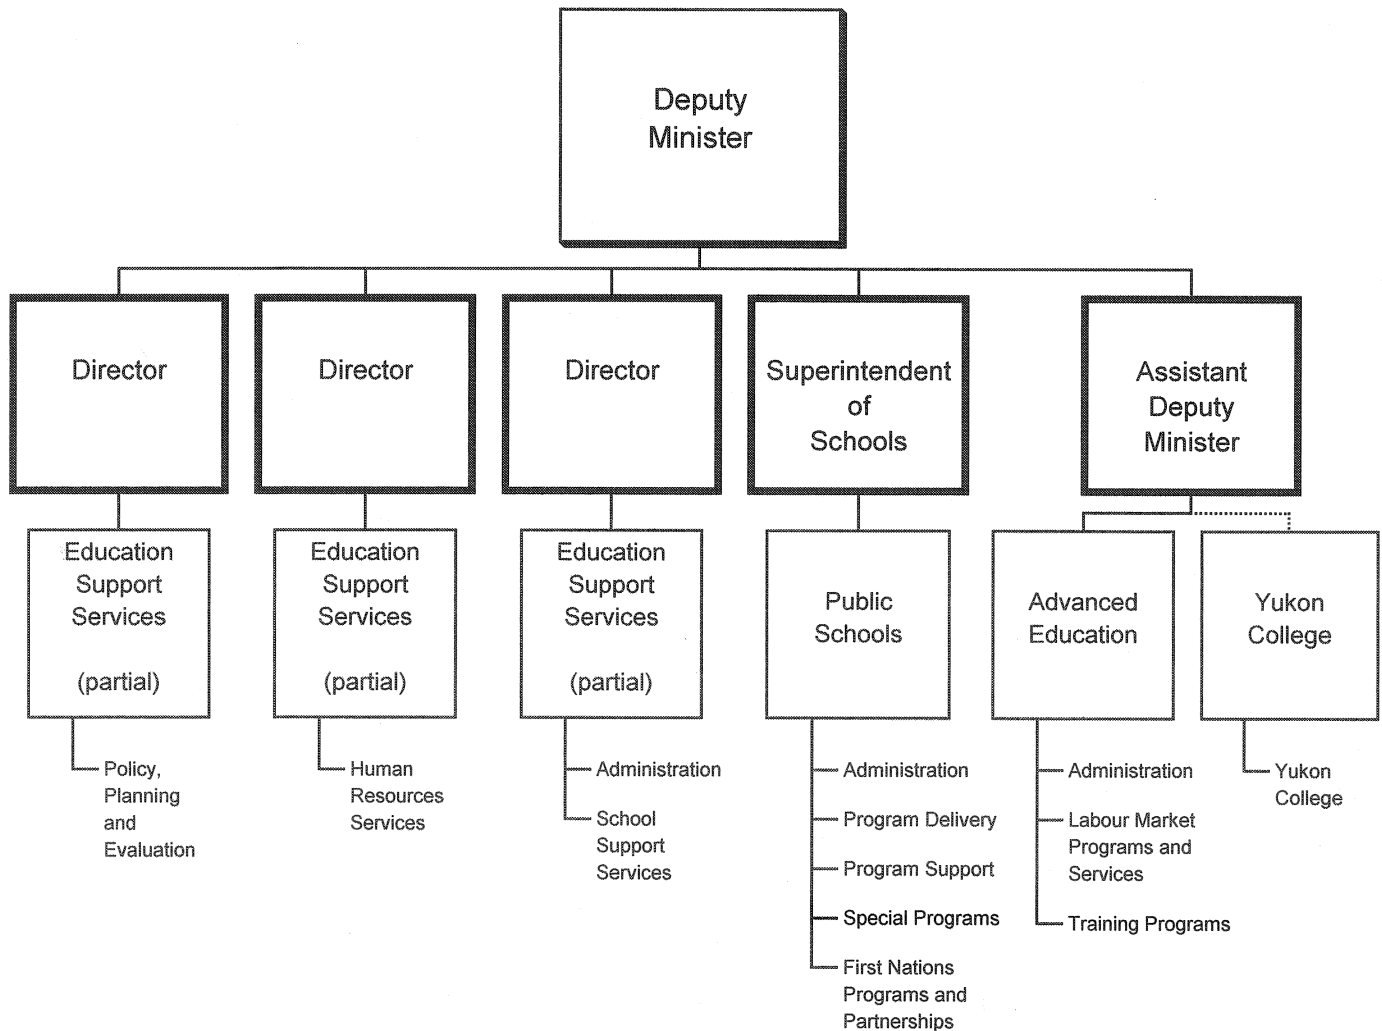 Deputy
Minister
Director
Director
Director
Superintendent
of
Schools
Assistant
Deputy
Minister
Education
Support
Services
(partial)
Education
Support
Services
(partial)
Education
Support
Services
(partial)
Public
Schools
Advanced
Education
Yukon
College
Policy,
Planning
and
Evaluation
Human
Resources
Services
Administration
School
Support
Services
Administration
Program Delivery
Program Support
Special Programs
First Nations
Programs and
Partnerships
Administration
Labour Market
Programs and
Services
Training Programs
Yukon
College